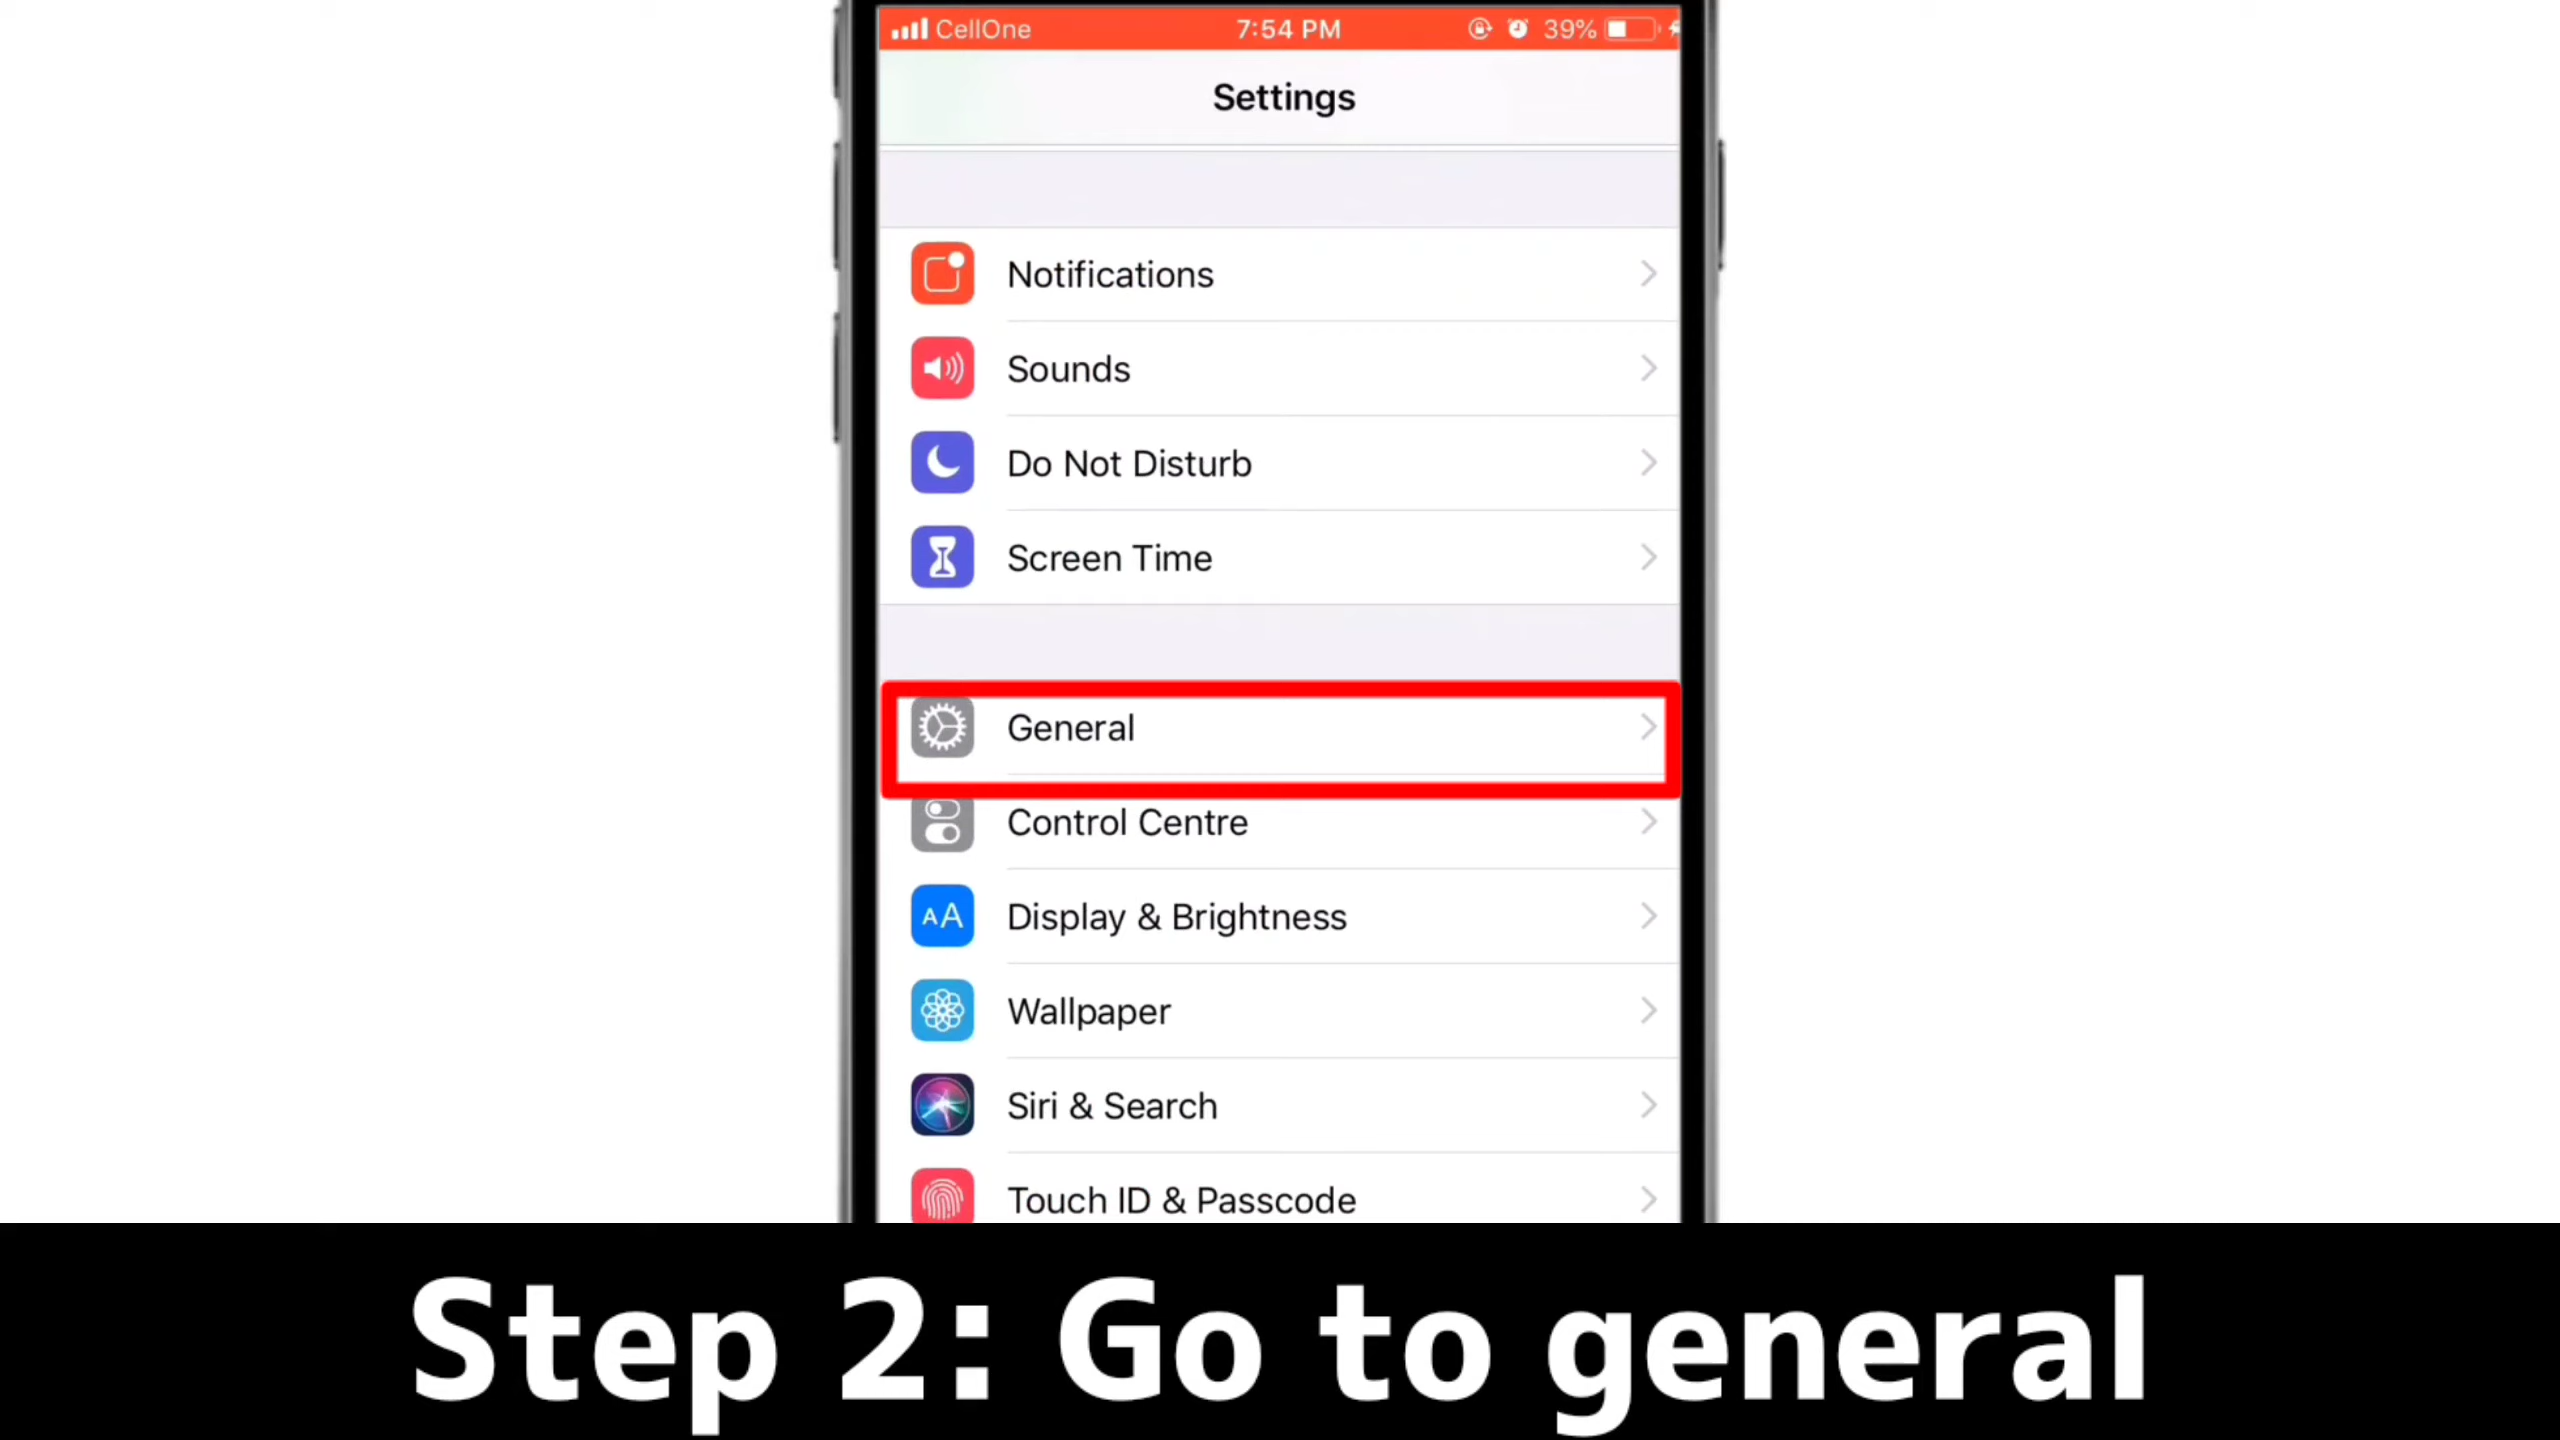 CellOne 7:54 PM 39%
Settings
Notifications
Sounds
Do Not Disturb
Screen Time
General
Control Centre
AA Display & Brightness
Wallpaper
Siri & Search
Touch ID & Passcode
Step 2: Go to general